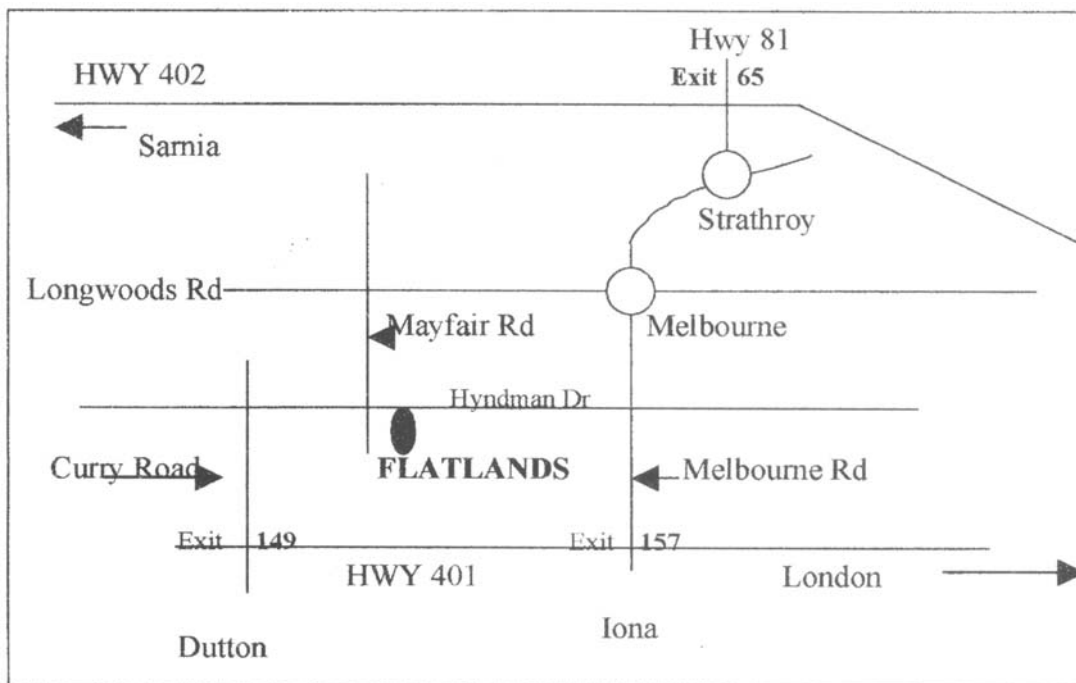 Hwy 81
HWY 402
Exit 65
Sarnia
Strathroy
Longwoods Rd
Mayfair Rd
Melbourne
Hyndman Dr
Curry Road
FLATLANDS
Melbourne Rd
Exit 149
Exit 157
HWY 401
London
Iona
Dutton